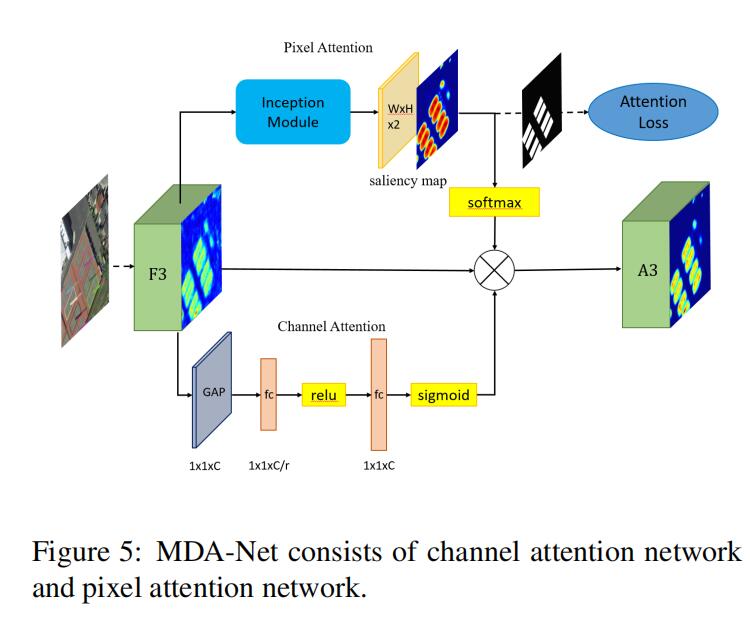 Pixel Attention
Inception
Module
WxH
x2
Attention
Loss
saliency map
softmax
F3
A3
Channel Attention
GAP
fc
relu
fc
sigmoid
1x1xC
1x1xC/r
1x1xC
Figure 5: MDA-Net consists of channel attention network
and pixel attention network.